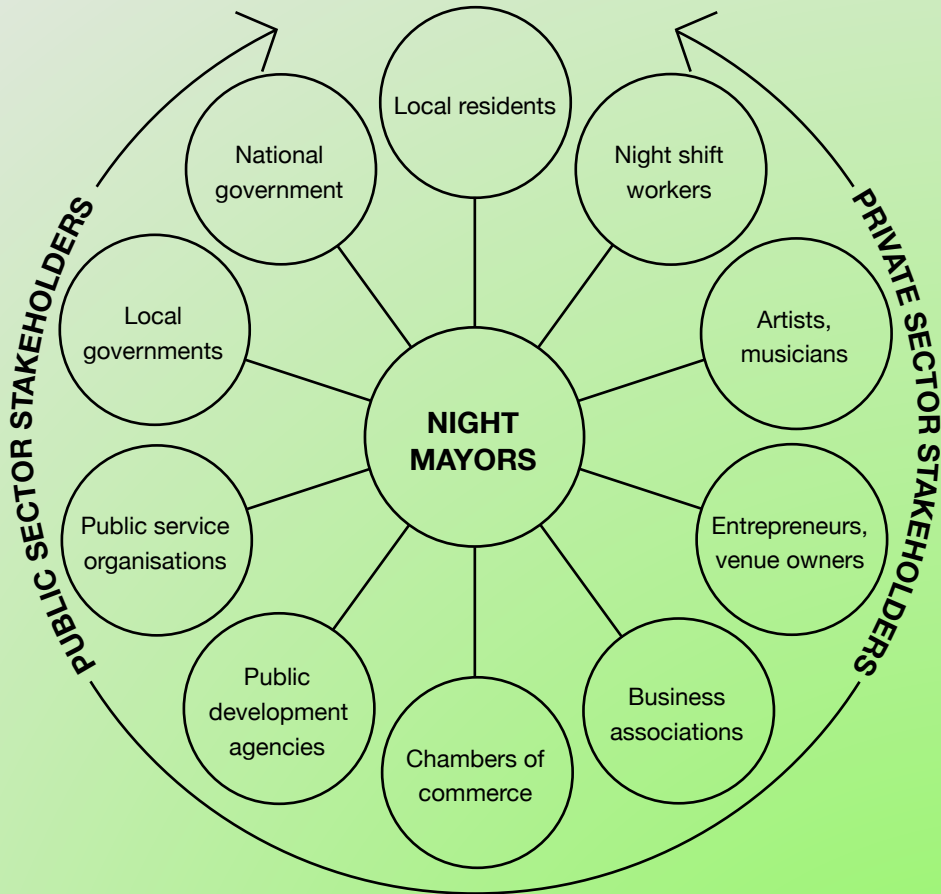 Local residents
National
government
Night shift
workers
PUBLIC SECTOR STAKEHOLDERS
PRIVATE SECTOR STAKEHOLDERS
Local
governments
Artists,
musicians
NIGHT
MAYORS
Public service
organisations
Entrepreneurs,
venue owners
Public
development
agencies
Business
associations
Chambers of
commerce